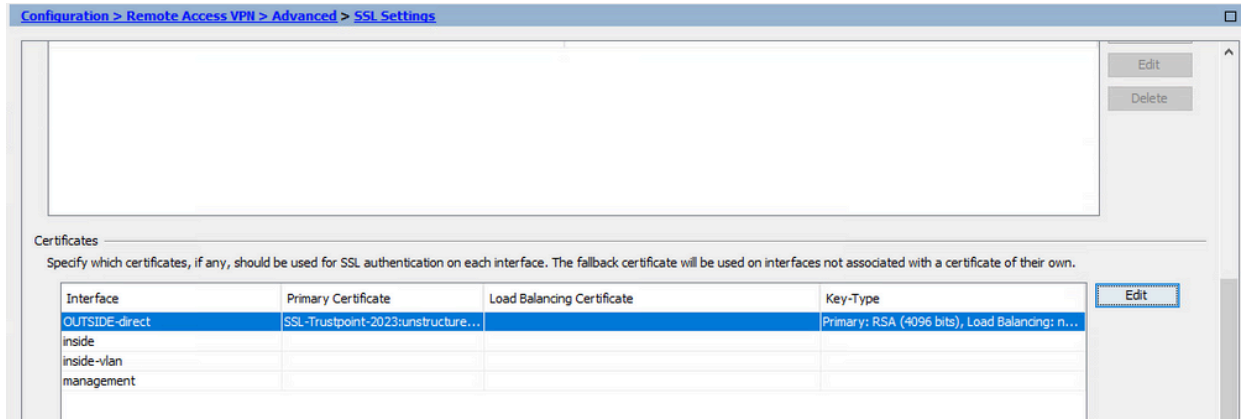 Configuration > Remote Access VPN > Advanced > SSL Settings
Edit
Delete
Certificates
Specify which certificates, if any, should be used for SSL authentication on each interface. The fallback certificate will be used on interfaces not associated with a certificate of their own.
Interface Primary Certificate Load Balancing Certificate Key-Type
Edit
OUTSIDE-direct SSL-Trustpoint-2023:unstructure... Primary: RSA (4096 bits), Load Balancing: n...
inside
inside-vlan
management